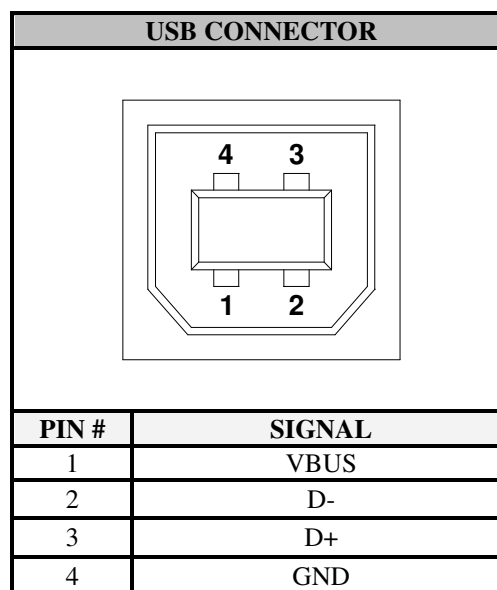 USB CONNECTOR
4 3
1 2
PIN # SIGNAL
1 VBUS
2 D-
3 D+
4 GND